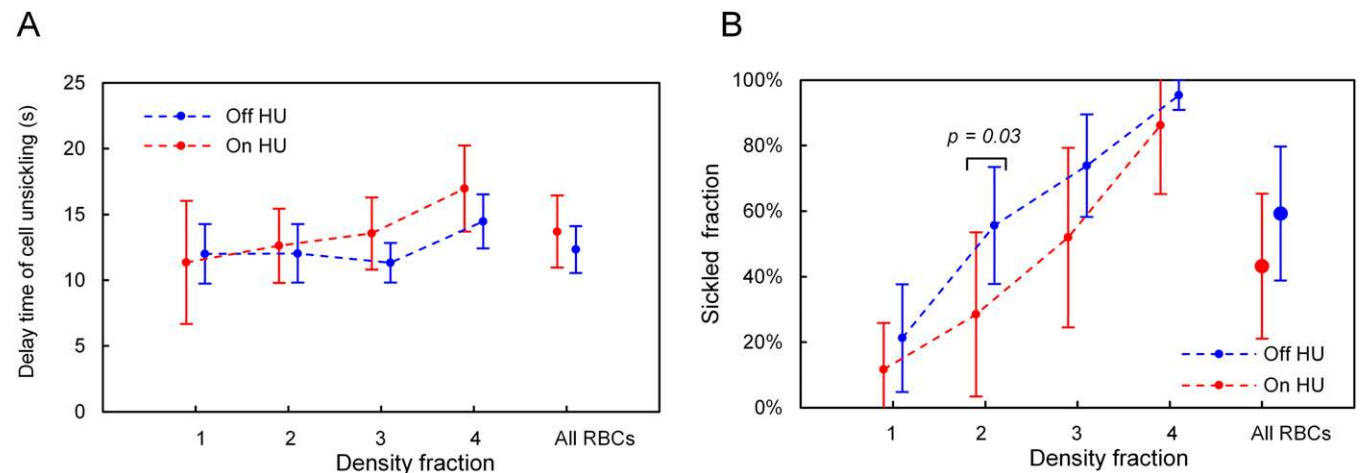 A
Delay time of cell unsickling (s)
25
20
15
10
5
0
Off HU
On HU
1 2 3 4 All RBCs
Density fraction
B
Sickled fraction
100%
80%
60%
40%
20%
0%
p = 0.03
Off HU
On HU
1 2 3 4 All RBCs
Density fraction